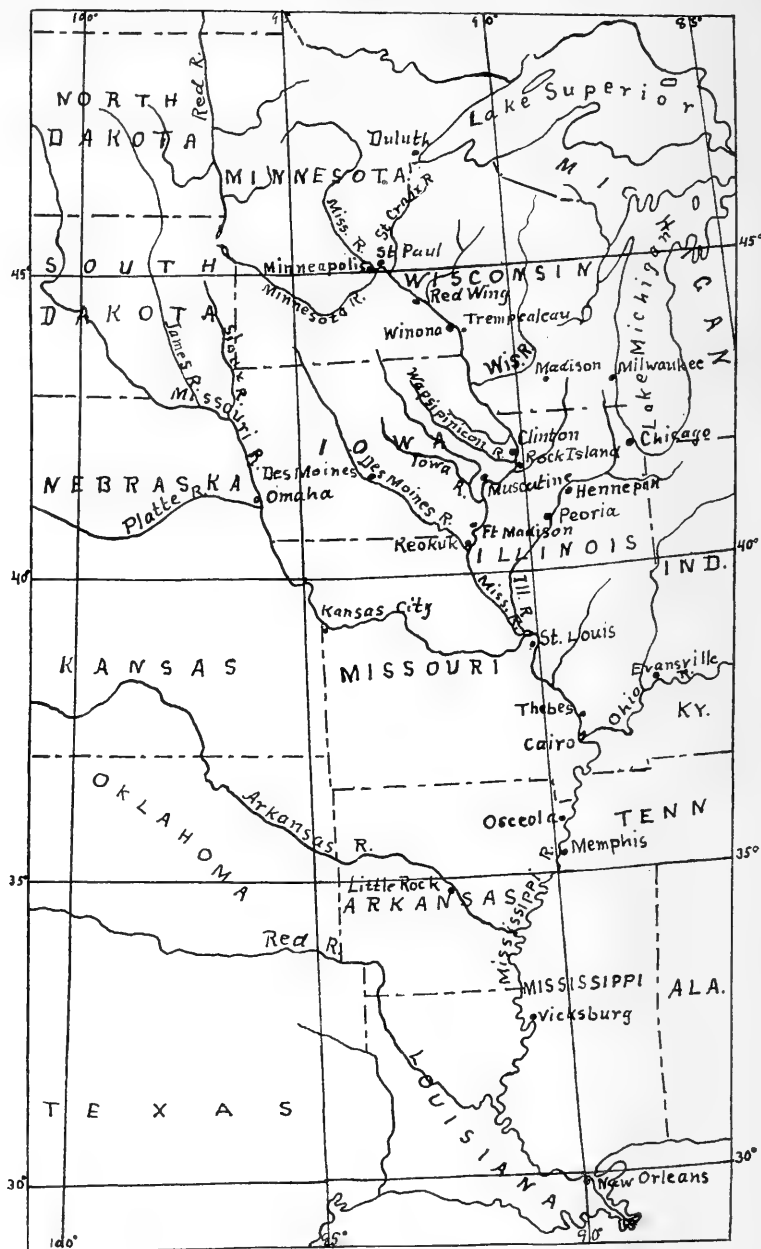 100° 95 90° 85°
Red R.
Lake Superior
NORTH
DAKOTA
Duluth
MINNESOTA
MICHIGAN
Miss. R.
St Croix R
St Paul
Minneapolis
45°
SOUTH
45°
WISCONSIN
Minnesota R.
Red Wing
DAKOTA
Trempealeau
Winona
Lake Michigan
James R.
Sioux R.
WIS.R.
Madison
Milwaukee
Missouri R.
Wapsipinicon R.
Clinton
Chicago
IOWA
Rock Island
Iowa R.
Des Moines
Des Moines R.
Muscatine
Hennepan
NEBRASKA
Omaha
Platte R.
Peoria
Ft Madison
Keokuk
ILLINOIS
40°
IND.
40°
Miss. R.
Ill. R
Kansas City
St. Louis
KANSAS
MISSOURI
Evansville
Ohio R.
Thebes
KY.
Cairo
OKLAHOMA
Arkansas R.
Osceola
TENN
Memphis
35°
35°
Little Rock
ARKANSAS
Mississippi R.
Red R.
MISSISSIPPI
ALA.
Vicksburg
LOUISIANA
TEXAS
30°
30°
New Orleans
100° 95° 90°